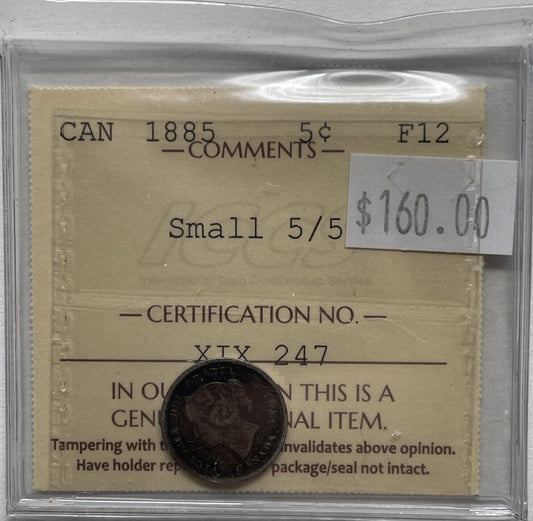 CAN 1885 5¢ F12
COMMENTS
Small 5/5
$160.00
ICCS
International Coin Certification Service
CERTIFICATION NO.
XIX 247
IN OU N THIS IS A
GEN NAL ITEM.
Tampering with t invalidates above opinion.
Have holder rep package/seal not intact.